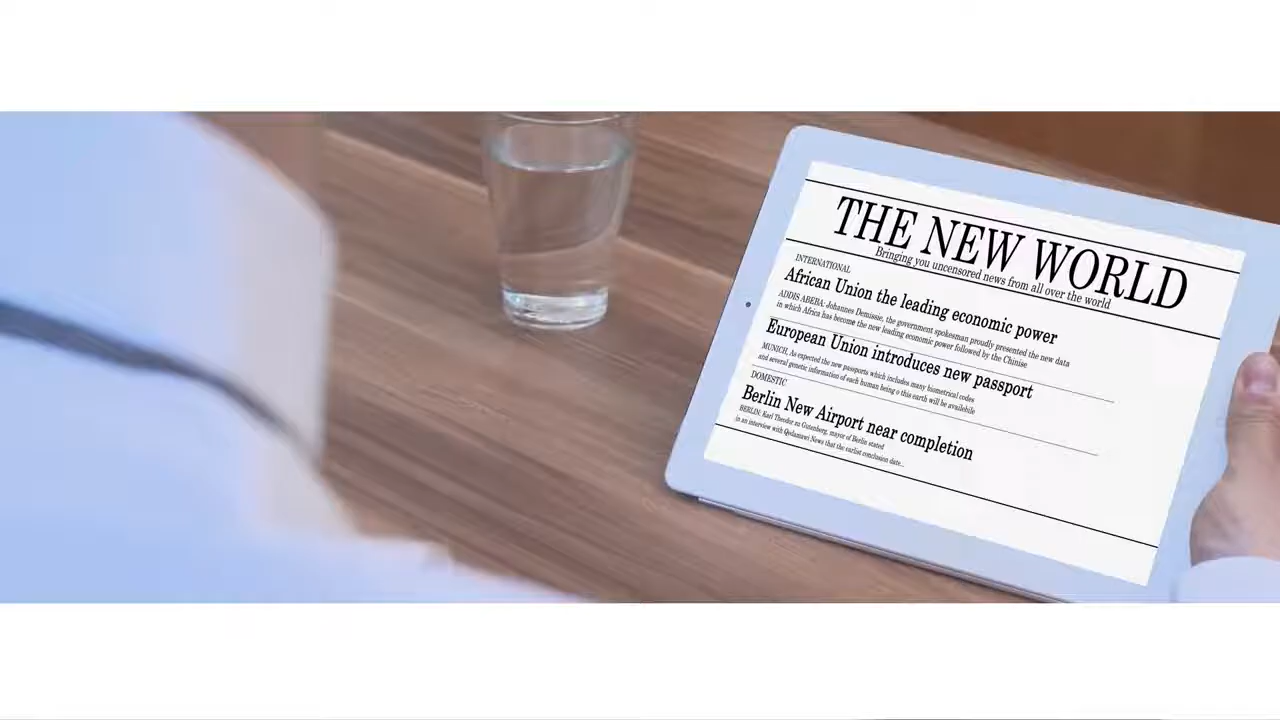 THE NEW WORLD
Bringing you uncensored news from all over the world
INTERNATIONAL
African Union the leading economic power
ADDIS ABEBA: Johannes Demissie, the government spokesman proudly presented the new data
in which Africa has become the new leading economic power followed by the Chinise
European Union introduces new passport
MUNICH, As expected the new passports which includes many biometrical codes
and several genetic information of each human being o this earth will be availabile
DOMESTIC
Berlin New Airport near completion
BERLIN: Karl Theodor zu Gutenberg, mayor of Berlin stated
in an interview with Qedamawi News that the earlist conclusion date...